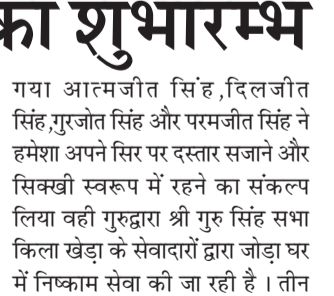 का शुभारम्भ
गया आत्मजीत सिंह,दिलजीत
सिंह,गुरजोत सिंह और परमजीत सिंह ने
हमेशा अपने सिर पर दस्तार सजाने और
सिक्खी स्वरूप में रहने का संकल्प
लिया वही गुरुद्वारा श्री गुरु सिंह सभा
किला खेड़ा के सेवादारों द्वारा जोड़ा घर
में निष्काम सेवा की जा रही है । तीन